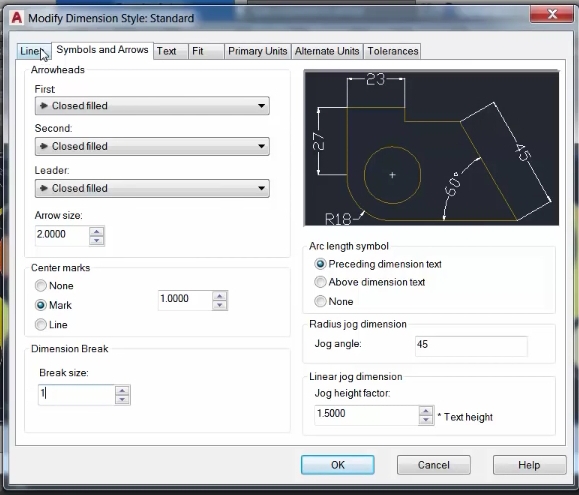 Modify Dimension Style: Standard
Lines Symbols and Arrows Text Fit Primary Units Alternate Units Tolerances
Arrowheads
First:
Closed filled
Second:
Closed filled
Leader:
Closed filled
Arrow size:
2.0000
Center marks
None
Mark
1.0000
Line
Dimension Break
Break size:
1
23
27
45
60°
R18
Arc length symbol
Preceding dimension text
Above dimension text
None
Radius jog dimension
Jog angle: 45
Linear jog dimension
Jog height factor:
1.5000 * Text height
OK Cancel Help